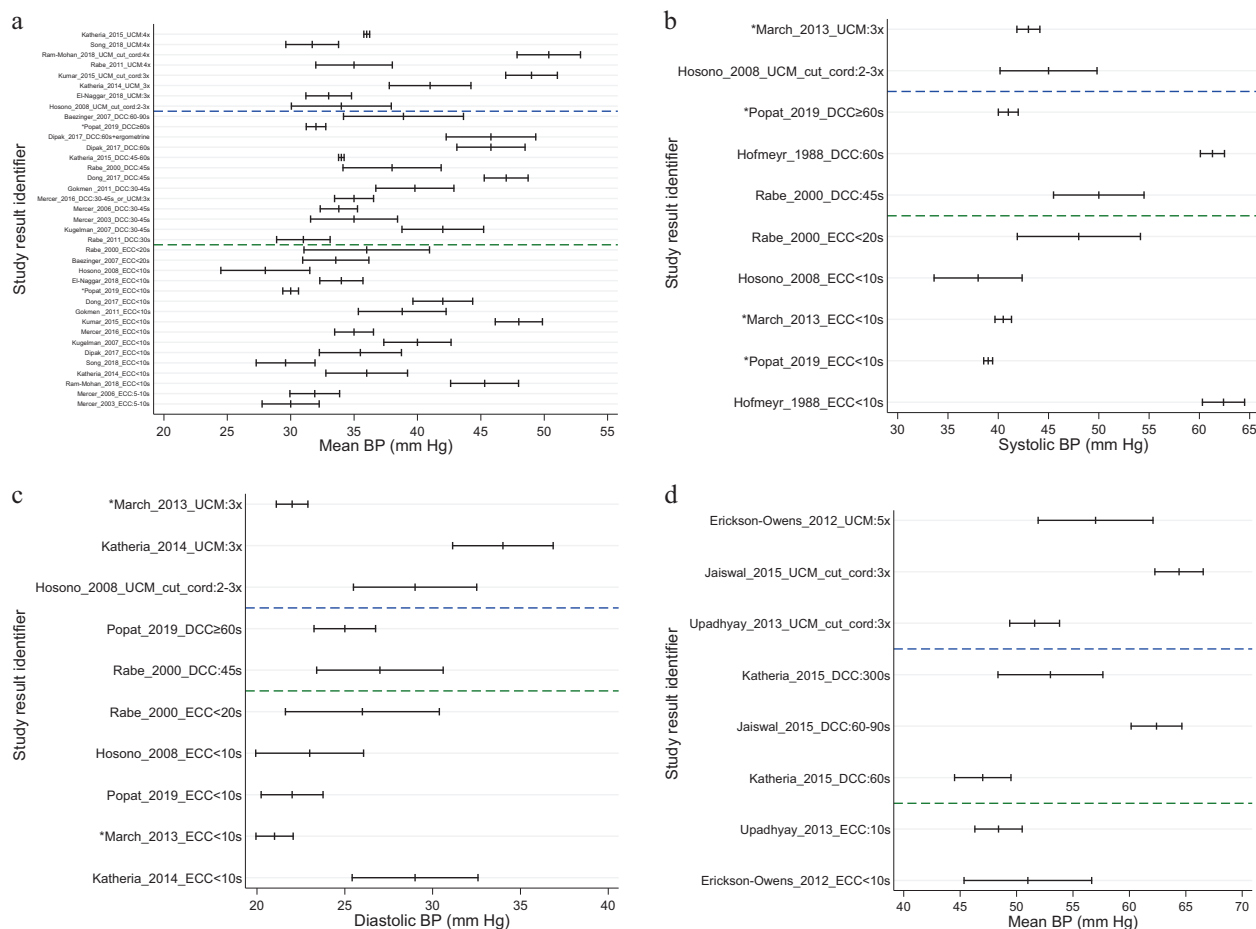 a
Study result identifier
Katheria_2015_UCM:4x
Song_2018_UCM:4x
Ram-Mohan_2018_UCM_cut_cord:4x
Rabe_2011_UCM:4x
Kumar_2015_UCM_cut_cord:3x
Katheria_2014_UCM_3x
El-Naggar_2018_UCM:3x
Hosono_2008_UCM_cut_cord:2-3x
Baezinger_2007_DCC:60-90s
*Popat_2019_DCC≥60s
Dipak_2017_DCC:60s+ergometrine
Dipak_2017_DCC:60s
Katheria_2015_DCC:45-60s
Rabe_2000_DCC:45s
Dong_2017_DCC:45s
Gokmen_2011_DCC:30-45s
Mercer_2016_DCC:30-45s_or_UCM:3x
Mercer_2006_DCC:30-45s
Mercer_2003_DCC:30-45s
Kugelman_2007_DCC:30-45s
Rabe_2011_DCC:30s
Rabe_2000_ECC<20s
Baezinger_2007_ECC<20s
Hosono_2008_ECC<10s
El-Naggar_2018_ECC<10s
*Popat_2019_ECC<10s
Dong_2017_ECC<10s
Gokmen_2011_ECC<10s
Kumar_2015_ECC<10s
Mercer_2016_ECC<10s
Kugelman_2007_ECC<10s
Dipak_2017_ECC<10s
Song_2018_ECC<10s
Katheria_2014_ECC<10s
Ram-Mohan_2018_ECC<10s
Mercer_2006_ECC:5-10s
Mercer_2003_ECC:5-10s
20 25 30 35 40 45 50 55
Mean BP (mm Hg)
b
Study result identifier
*March_2013_UCM:3x
Hosono_2008_UCM_cut_cord:2-3x
*Popat_2019_DCC≥60s
Hofmeyr_1988_DCC:60s
Rabe_2000_DCC:45s
Rabe_2000_ECC<20s
Hosono_2008_ECC<10s
*March_2013_ECC<10s
*Popat_2019_ECC<10s
Hofmeyr_1988_ECC<10s
30 35 40 45 50 55 60 65
Systolic BP (mm Hg)
c
Study result identifier
*March_2013_UCM:3x
Katheria_2014_UCM:3x
Hosono_2008_UCM_cut_cord:2-3x
Popat_2019_DCC≥60s
Rabe_2000_DCC:45s
Rabe_2000_ECC<20s
Hosono_2008_ECC<10s
Popat_2019_ECC<10s
*March_2013_ECC<10s
Katheria_2014_ECC<10s
20 25 30 35 40
Diastolic BP (mm Hg)
d
Study result identifier
Erickson-Owens_2012_UCM:5x
Jaiswal_2015_UCM_cut_cord:3x
Upadhyay_2013_UCM_cut_cord:3x
Katheria_2015_DCC:300s
Jaiswal_2015_DCC:60-90s
Katheria_2015_DCC:60s
Upadhyay_2013_ECC:10s
Erickson-Owens_2012_ECC<10s
40 45 50 55 60 65 70
Mean BP (mm Hg)